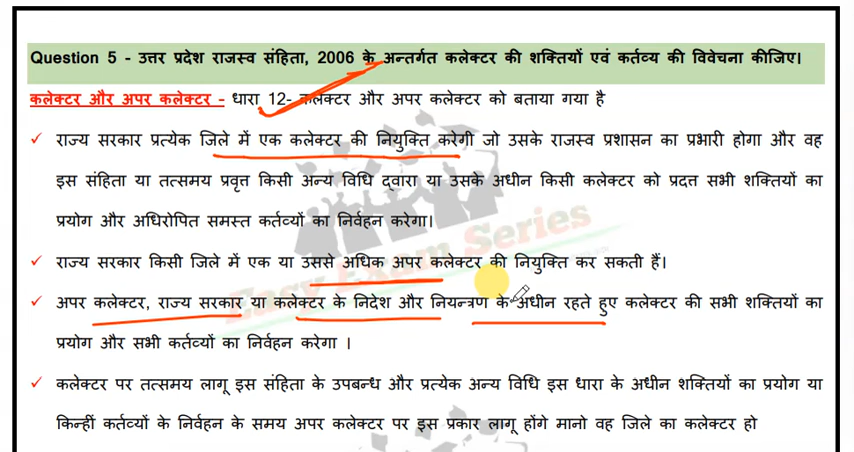 Question 5 - उत्तर प्रदेश राजस्व संहिता, 2006 के अन्तर्गत कलेक्टर की शक्तियों एवं कर्तव्य की विवेचना कीजिए।
कलेक्टर और अपर कलेक्टर - धारा 12- कलेक्टर और अपर कलेक्टर को बताया गया है
✓ राज्य सरकार प्रत्येक जिले में एक कलेक्टर की नियुक्ति करेगी जो उसके राजस्व प्रशासन का प्रभारी होगा और वह
इस संहिता या तत्समय प्रवृत्त किसी अन्य विधि द्वारा या उसके अधीन किसी कलेक्टर को प्रदत्त सभी शक्तियों का
प्रयोग और अधिरोपित समस्त कर्तव्यों का निर्वहन करेगा।
✓ राज्य सरकार किसी जिले में एक या उससे अधिक अपर कलेक्टर की नियुक्ति कर सकती हैं।
✓ अपर कलेक्टर, राज्य सरकार या कलेक्टर के निदेश और नियन्त्रण के अधीन रहते हुए कलेक्टर की सभी शक्तियों का
प्रयोग और सभी कर्तव्यों का निर्वहन करेगा ।
✓ कलेक्टर पर तत्समय लागू इस संहिता के उपबन्ध और प्रत्येक अन्य विधि इस धारा के अधीन शक्तियों का प्रयोग या
किन्हीं कर्तव्यों के निर्वहन के समय अपर कलेक्टर पर इस प्रकार लागू होंगे मानो वह जिले का कलेक्टर हो
Easy Exam Series